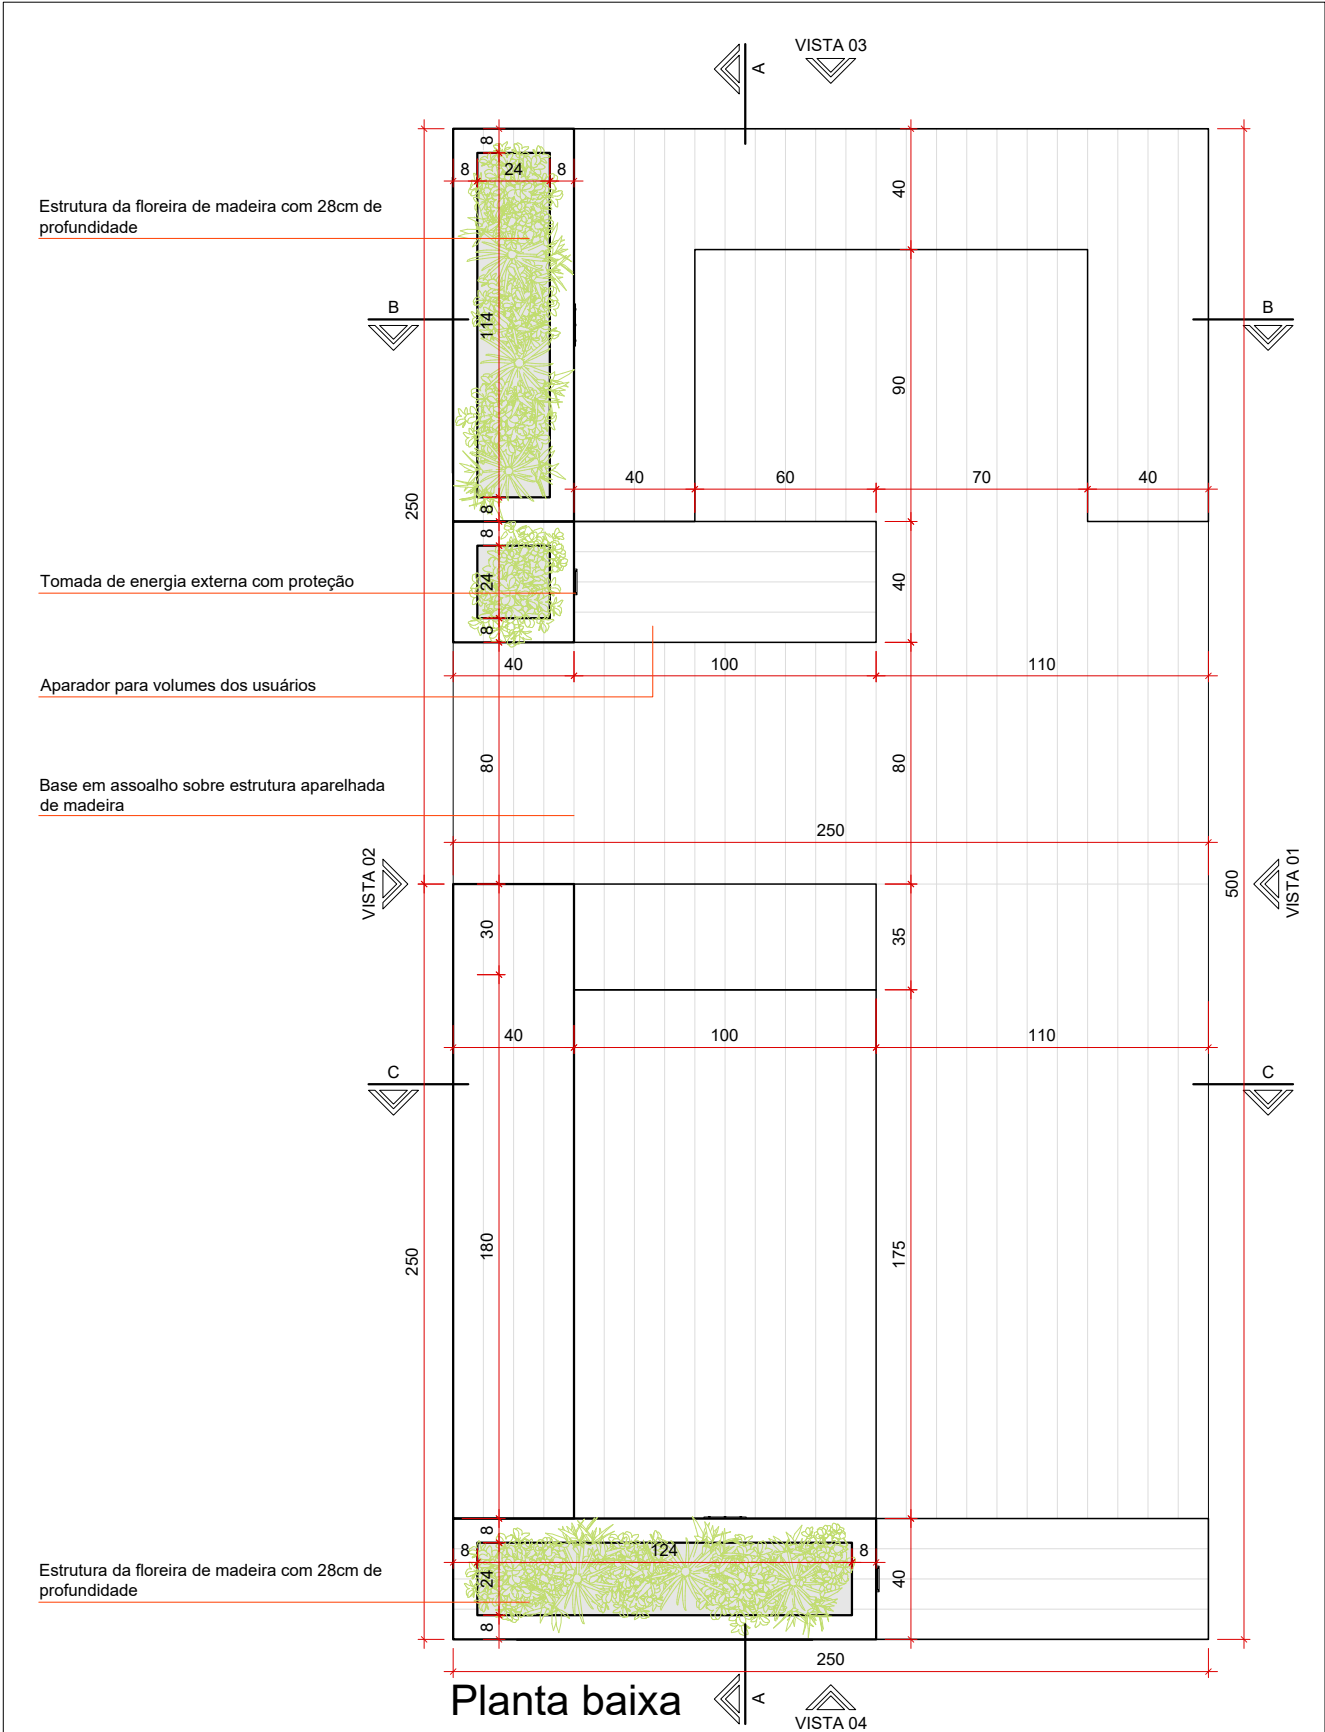 VISTA 03
A
8
8
24
8
40
Estrutura da floreira de madeira com 28cm de
profundidade
B
B
114
90
40
60
70
40
250
8
8
Tomada de energia externa com proteção
24
40
8
40
100
110
Aparador para volumes dos usuários
80
80
Base em assoalho sobre estrutura aparelhada
de madeira
250
VISTA 02
500
VISTA 01
30
35
40
100
110
C
C
250
180
175
8
8
124
8
Estrutura da floreira de madeira com 28cm de
profundidade
24
40
8
250
Planta baixa
A
VISTA 04